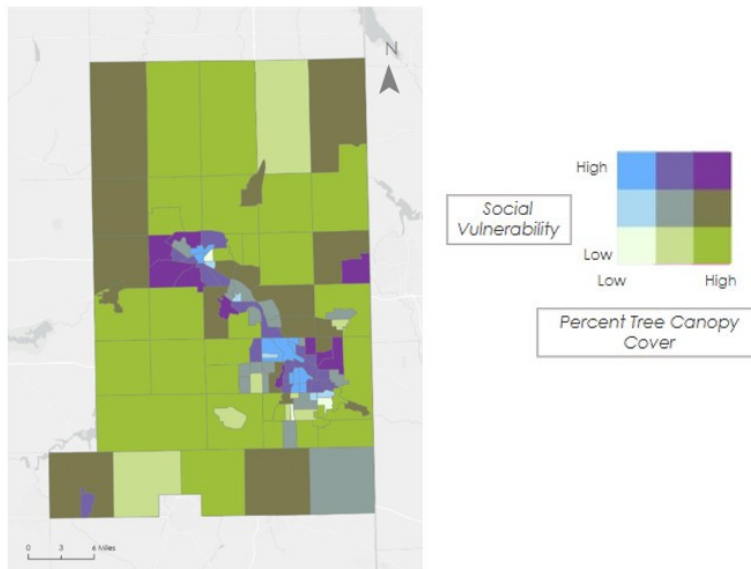 N
0 3 6 Miles
High
Social
Vulnerability
Low
Low High
Percent Tree Canopy
Cover